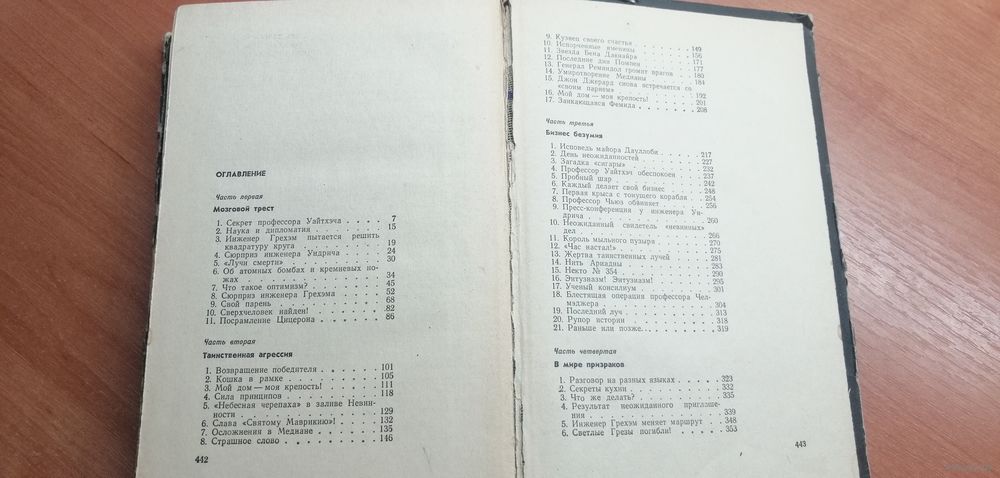 ОГЛАВЛЕНИЕ
Часть первая
Мозговой трест
1. Секрет профессора Уайтхэча . . . . 7
2. Наука и дипломатия . . . . . . 15
3. Инженер Грехэм пытается решить
квадратуру круга . . . . . . . 19
4. Сюрприз инженера Уидрича . . . . 24
5. «Лучи смерти» . . . . . . . . 30
6. Об атомных бомбах и кремневых но-
жах . . . . . . . . . . . 34
7. Что такое оптимизм? . . . . . . 45
8. Сюрприз инженера Грехэма . . . . 52
9. Свой парень . . . . . . . . . 68
10. Сверхчеловек найден! . . . . . . 82
11. Посрамление Цицерона . . . . . 86
Часть вторая
Таинственная агрессия
1. Возвращение победителя . . . . . 101
2. Кошка в рамке . . . . . . . . 105
3. Мой дом — моя крепость! . . . . . 111
4. Сила принципов . . . . . . . . 118
5. «Небесная черепаха» в заливе Невин-
ности . . . . . . . . . . . 129
6. Слава «Святому Маврикию»! . . . . 132
7. Осложнения в Медиане . . . . . 135
8. Страшное слово . . . . . . . . 146
442
9. Кузнец своего счастья . . . . . . 149
10. Испорченные именины . . . . . . 156
11. Звезда Бена Дакнайра . . . . . . 171
12. Последние дни Помпеи . . . . . 177
13. Генерал Ремиидол громит врагов . . 180
14. Умиротворение Медианы . . . . . 184
15. Джон Джерард снова встречается со
«своим парнем» . . . . . . . . 192
16. Мой дом — моя крепость! . . . . . 201
17. Заикающаяся Фемида . . . . . . 208
Часть третья
Бизнес безумия
1. Исповедь майора Дауллоби . . . . . 217
2. День неожиданностей . . . . . . 227
3. Загадка «сигары» . . . . . . . 232
4. Профессор Уайтхэч обеспокоен . . . 237
5. Пробный шар . . . . . . . . . 242
6. Каждый делает свой бизнес . . . . 248
7. Первая крыса с тонущего корабля . . 254
8. Профессор Чьюз обвиняет . . . . . 256
9. Пресс-конференция у инженера Уи-
дрича . . . . . . . . . . . 260
10. Неожиданный свидетель «невинных»
дел . . . . . . . . . . . . 266
11. Король мыльного пузыря . . . . . 270
12. «Час настал!» . . . . . . . . . 275
13. Жертва таинственных лучей . . . . 281
14. Нить Ариадны . . . . . . . . 283
15. Некто № 354 . . . . . . . . . 290
16. Энтузиазм! Энтузиазм! . . . . . . 295
17. Ученый консилиум . . . . . . . 301
18. Блестящая операция профессора Чел-
мэджера . . . . . . . . . . 304
19. Последний луч . . . . . . . . 313
20. Рупор истории . . . . . . . . 318
21. Раньше или позже... . . . . . . . 319
Часть четвертая
В мире призраков
1. Разговор на разных языках . . . . . 323
2. Секреты кухни . . . . . . . . 332
3. Что же делать? . . . . . . . . 335
4. Результат неожиданного приглаше-
ния . . . . . . . . . . . . 339
5. Инженер Грехэм меняет маршрут . . 348
6. Светлые Грезы погибли! . . . . . 353
443